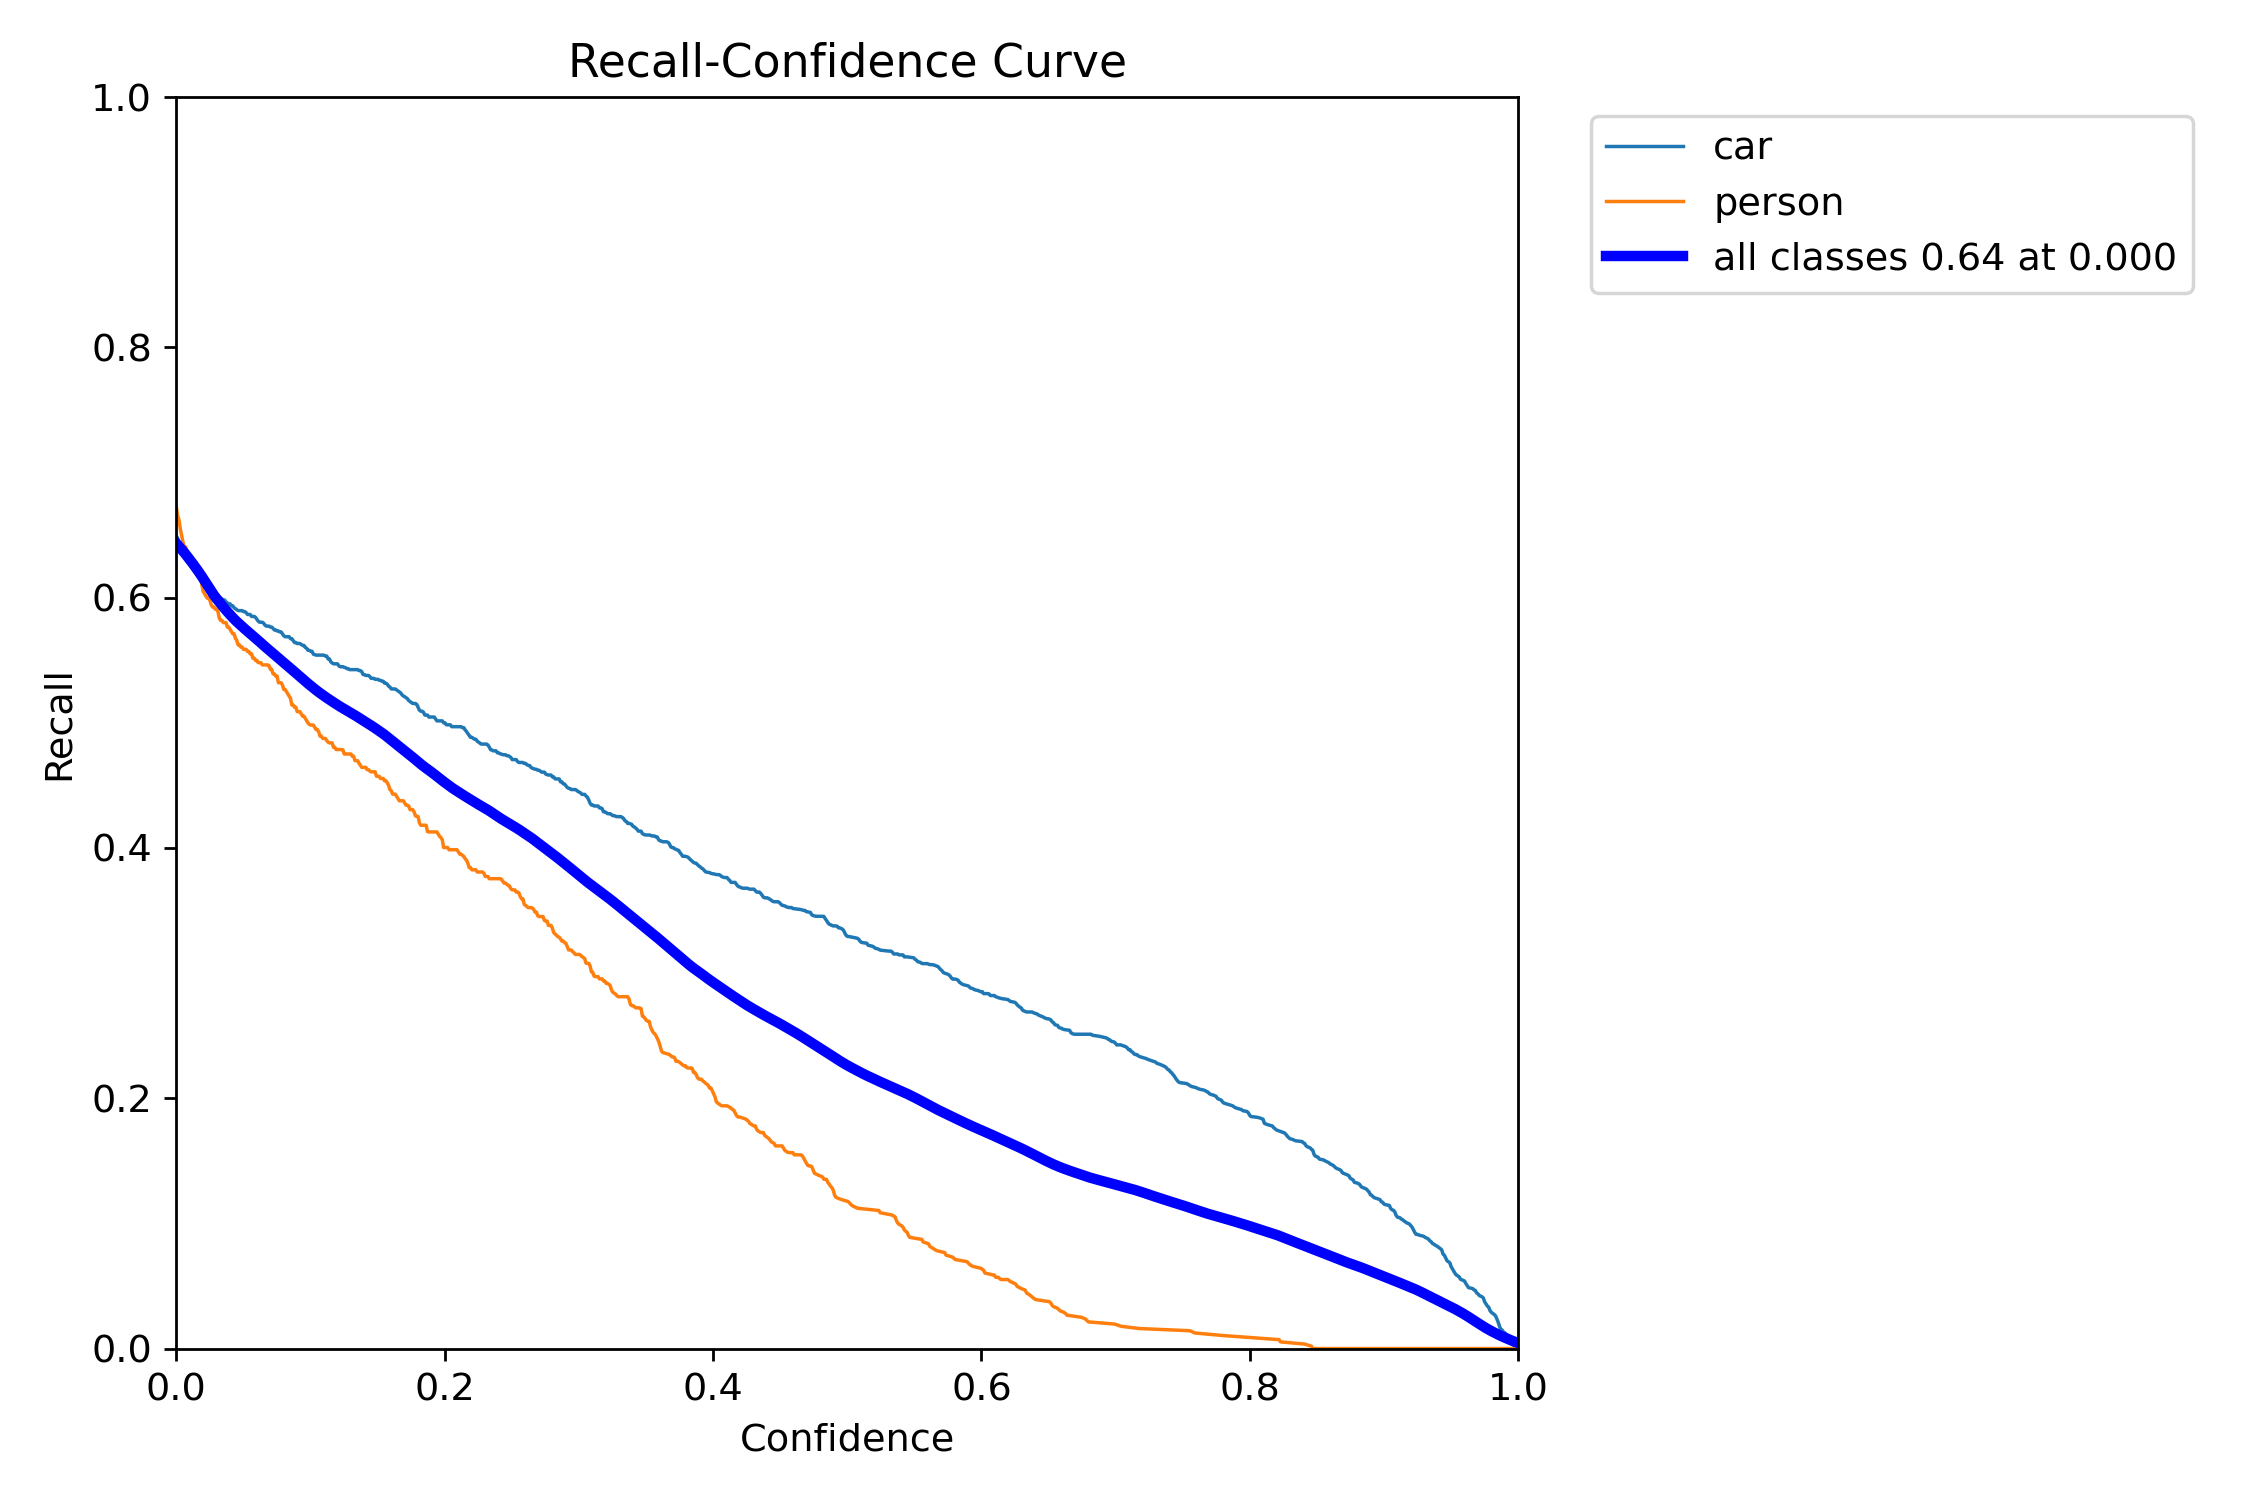 Recall-Confidence Curve
1.0
0.8
0.6
0.4
0.2
0.0
Recall
0.0 0.2 0.4 0.6 0.8 1.0
Confidence
car
person
all classes 0.64 at 0.000